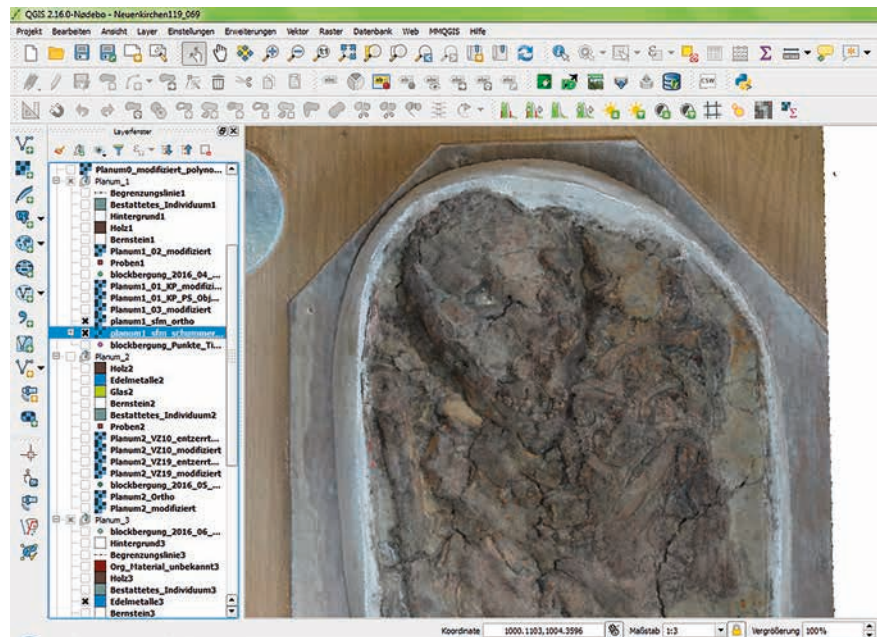 QGIS 2.16.0-Nødebo - Neuenkirchen119_069
Projekt Bearbeiten Ansicht Layer Einstellungen Erweiterungen Vektor Raster Datenbank Web MMQGIS Hilfe
Layerfenster
Planum0_modifiziert_polyno...
Planum_1
Begrenzungslinie1
Bestattetes_Individuum1
Hintergrund1
Holz1
Bernstein1
Planum1_02_modifiziert
Proben1
blockbergung_2016_04_...
Planum1_01_KP_modifizi...
Planum1_01_KP_PS_Obj...
Planum1_03_modifiziert
planum1_sfm_ortho
planum1_sfm_schummer...
blockbergung_Punkte_Ti...
Planum_2
Holz2
Edelmetalle2
Glas2
Bernstein2
Bestattetes_Individuum2
Proben2
Planum2_VZ10_entzerrt...
Planum2_VZ10_modifiziert
Planum2_VZ19_entzerrt...
Planum2_VZ19_modifiziert
blockbergung_2016_05_...
Planum2_Ortho
Planum2_modifiziert
Planum_3
blockbergung_2016_06_...
Hintergrund3
Begrenzungslinie3
Org_Material_unbekannt3
Holz3
Bestattetes_Individuum3
Edelmetalle3
Bernstein3
Koordinate 1000.1103,1004.3596 Maßstab 1:3 Vergrößerung 100%